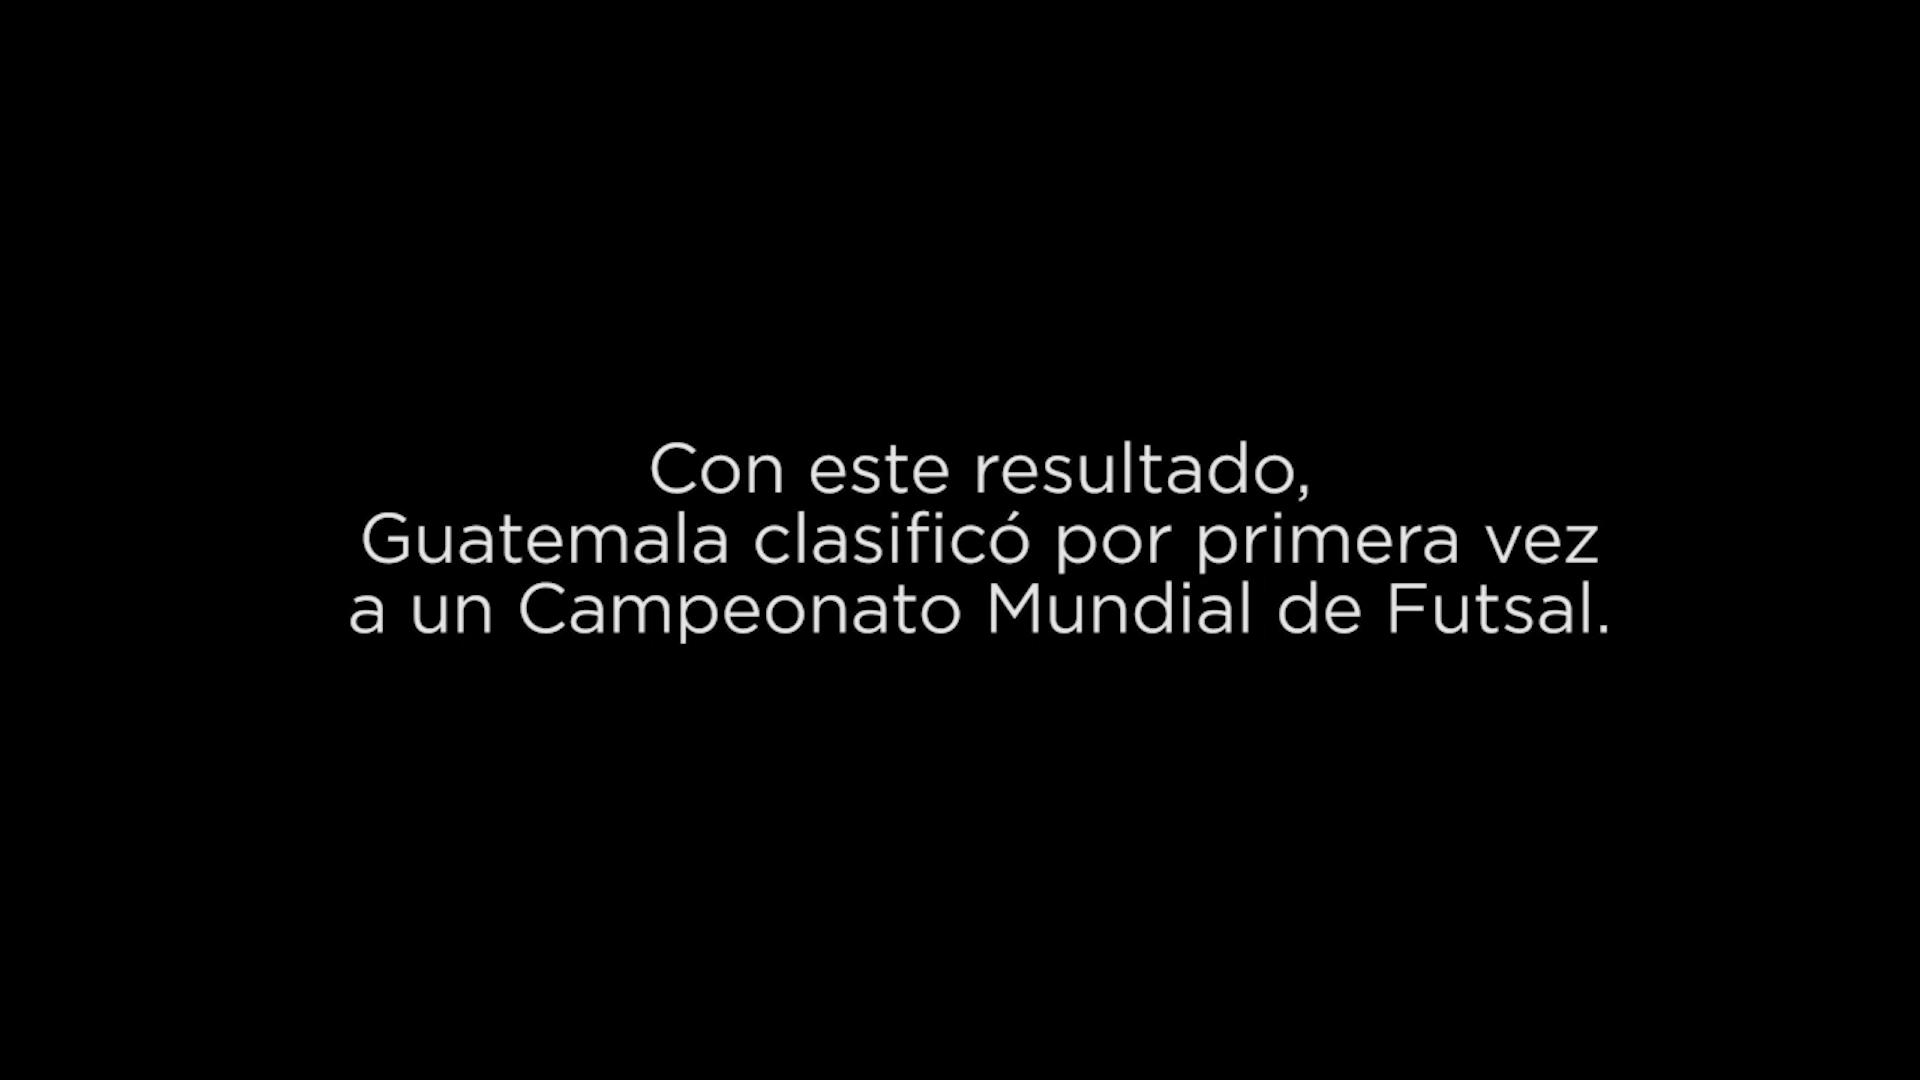 Con este resultado,
Guatemala clasificó por primera vez
a un Campeonato Mundial de Futsal.